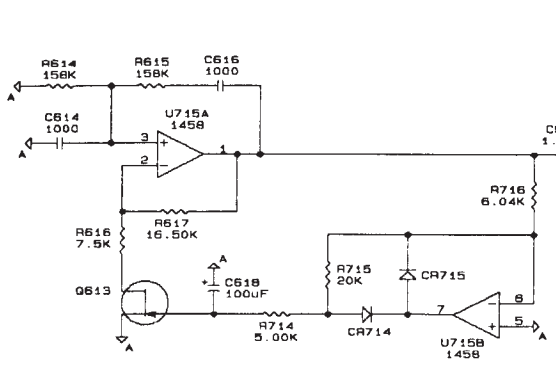 R614
158K
R615
158K
C616
1000
A
C614
1000
A
U715A
1458
3
+
1
2
-
R617
16.50K
R616
7.5K
R716
6.04K
A
+
C618
100uF
Q613
R715
20K
CR715
6
-
7
5
+
A
R714
5.00K
CR714
U715B
1458
A
C
1.